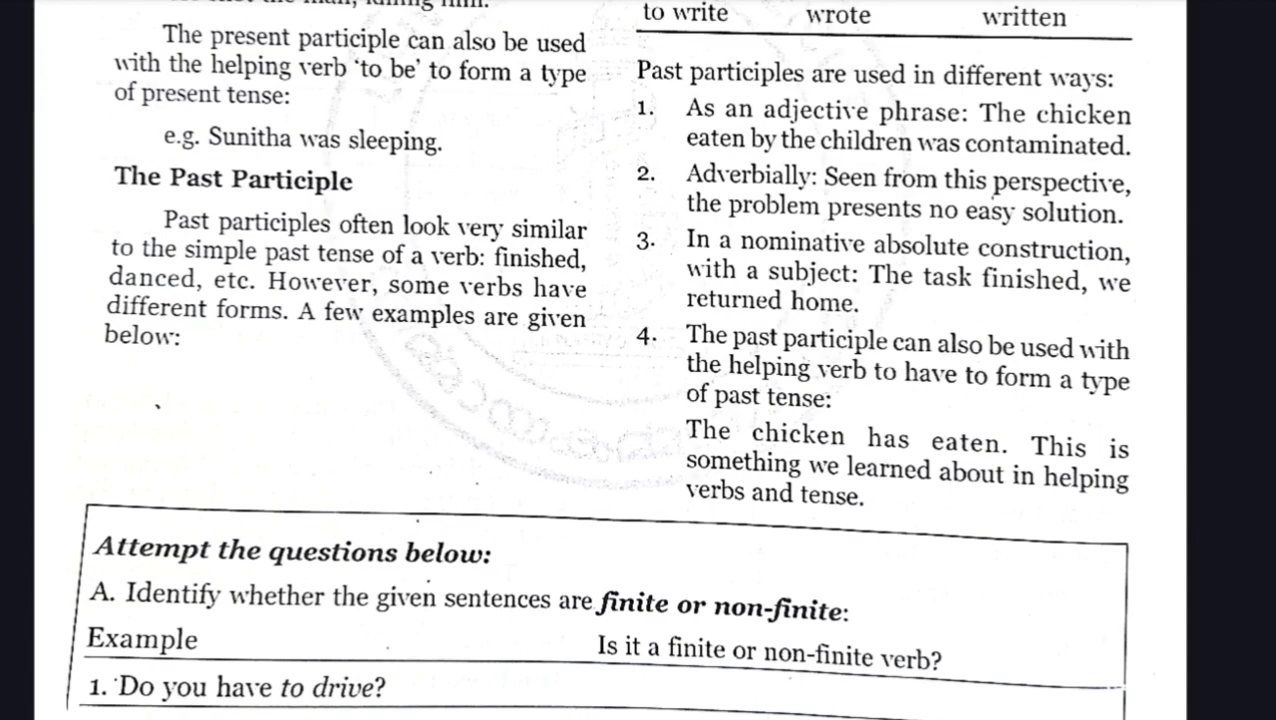 The present participle can also be used
with the helping verb ‘to be’ to form a type
of present tense:
e.g. Sunitha was sleeping.
The Past Participle
Past participles often look very similar
to the simple past tense of a verb: finished,
danced, etc. However, some verbs have
different forms. A few examples are given
below:
to write wrote written
Past participles are used in different ways:
1. As an adjective phrase: The chicken
eaten by the children was contaminated.
2. Adverbially: Seen from this perspective,
the problem presents no easy solution.
3. In a nominative absolute construction,
with a subject: The task finished, we
returned home.
4. The past participle can also be used with
the helping verb to have to form a type
of past tense:
The chicken has eaten. This is
something we learned about in helping
verbs and tense.
Attempt the questions below:
A. Identify whether the given sentences are finite or non-finite:
Example Is it a finite or non-finite verb?
1. Do you have to drive?